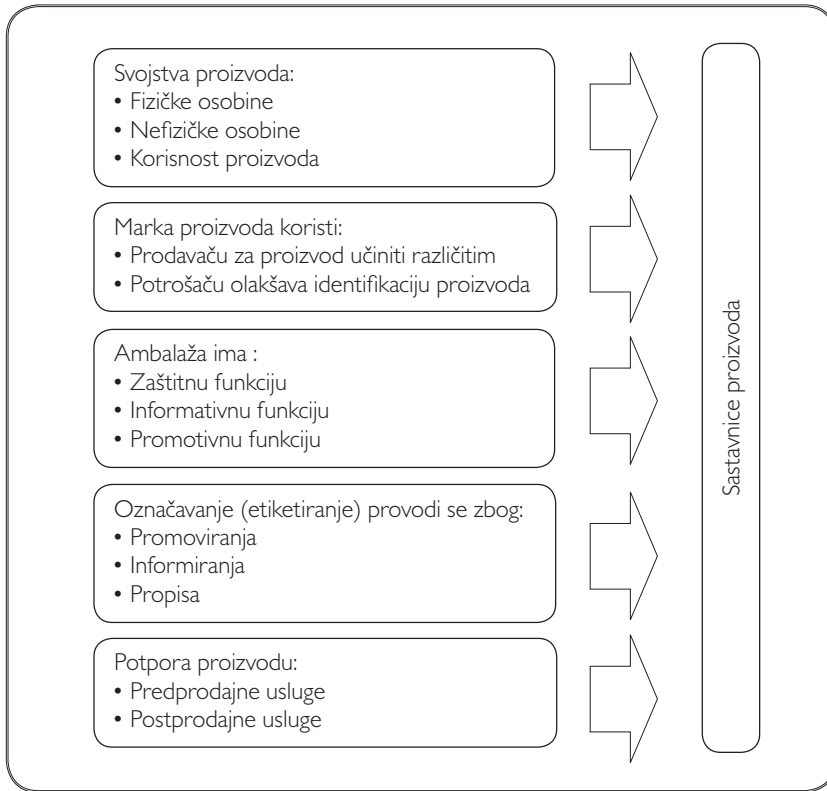 Svojstva proizvoda:
• Fizičke osobine
• Nefizičke osobine
• Korisnost proizvoda
Marka proizvoda koristi:
• Prodavaču za proizvod učiniti različitim
• Potrošaču olakšava identifikaciju proizvoda
Ambalaža ima :
• Zaštitnu funkciju
• Informativnu funkciju
• Promotivnu funkciju
Označavanje (etiketiranje) provodi se zbog:
• Promoviranja
• Informiranja
• Propisa
Potpora proizvodu:
• Predprodajne usluge
• Postprodajne usluge
Sastavnice proizvoda